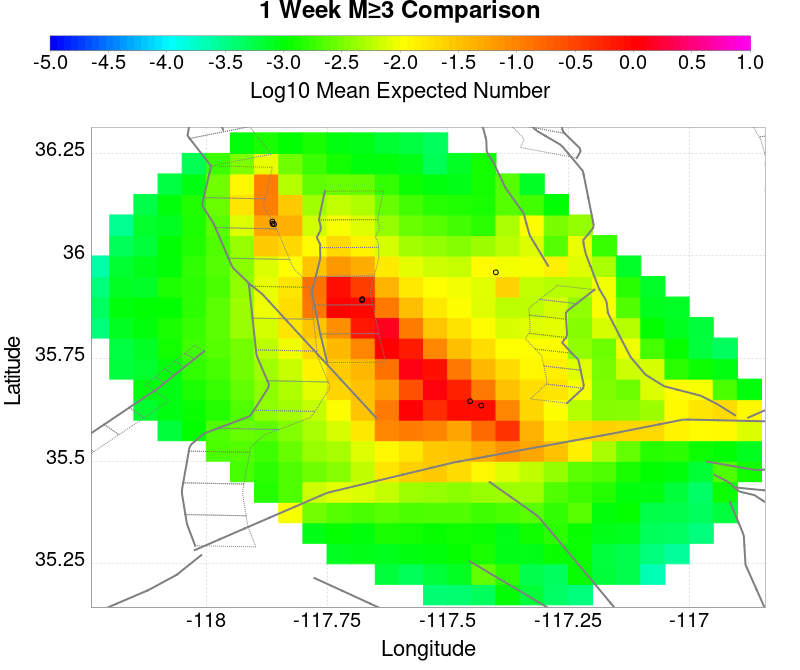 1 Week M≥3 Comparison
-5.0 -4.5 -4.0 -3.5 -3.0 -2.5 -2.0 -1.5 -1.0 -0.5 0.0 0.5 1.0
Log10 Mean Expected Number
36.25
36
35.75
35.5
35.25
Latitude
-118 -117.75 -117.5 -117.25 -117
Longitude